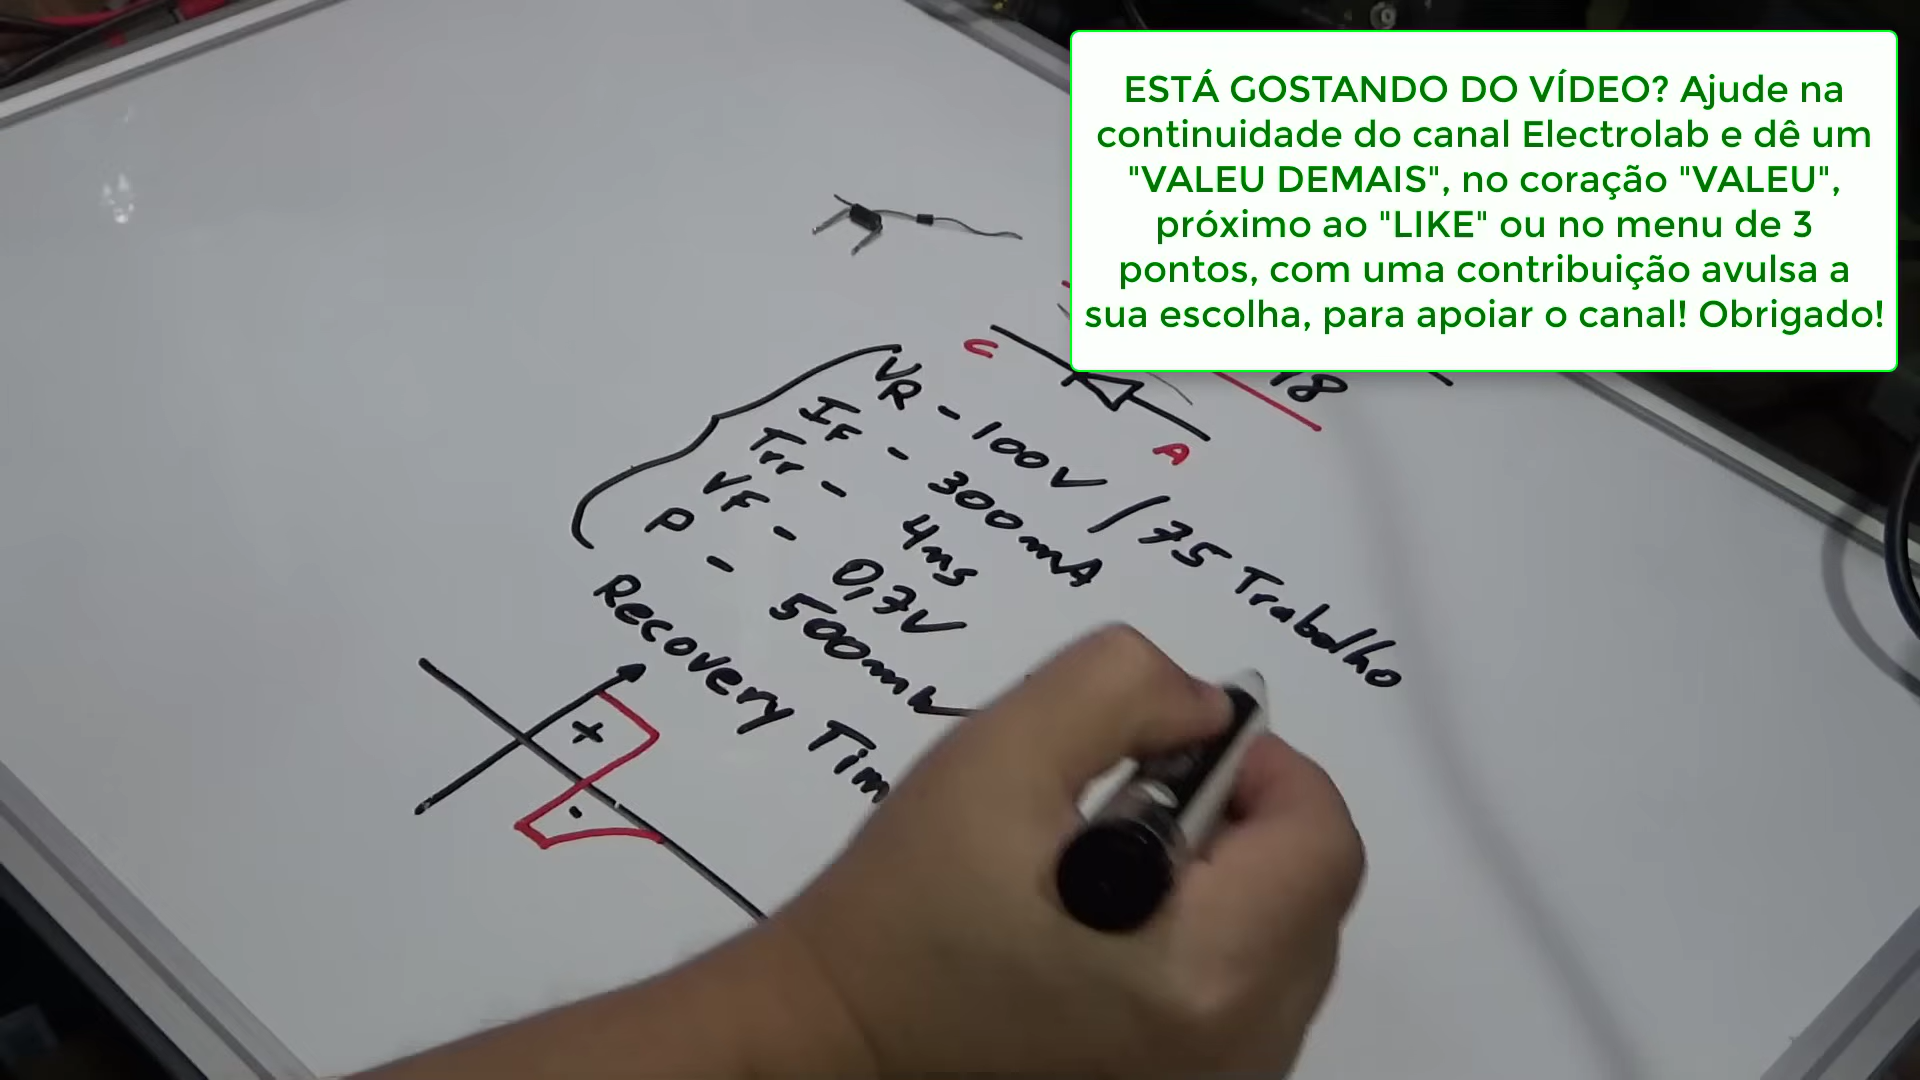 ESTÁ GOSTANDO DO VÍDEO? Ajude na
continuidade do canal Electrolab e dê um
"VALEU DEMAIS", no coração "VALEU",
próximo ao "LIKE" ou no menu de 3
pontos, com uma contribuição avulsa a
sua escolha, para apoiar o canal! Obrigado!
C
A
VR - 100V / 75 Trabalho
IF - 300mA
Trr - 4ns
VF - 0,7V
P - 500mW
Recovery Tim
+
-